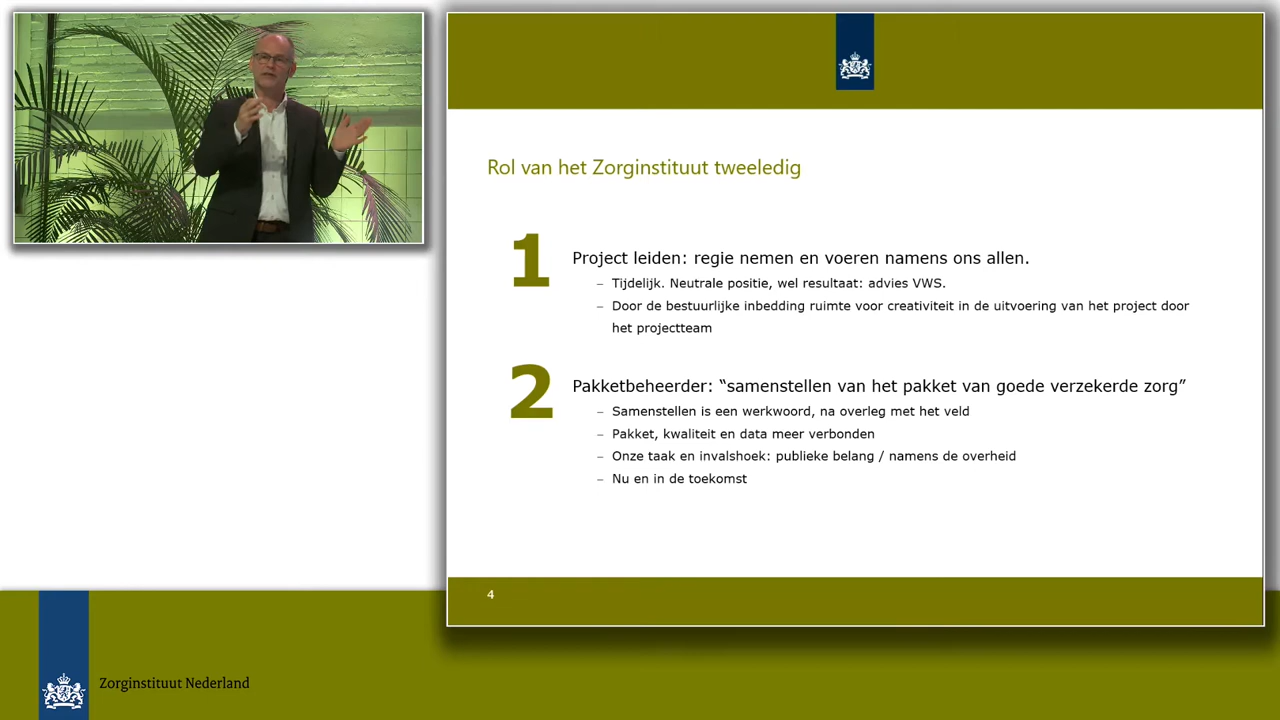 Rol van het Zorginstituut tweeledig
1
Project leiden: regie nemen en voeren namens ons allen.
– Tijdelijk. Neutrale positie, wel resultaat: advies VWS.
– Door de bestuurlijke inbedding ruimte voor creativiteit in de uitvoering van het project door
het projectteam
2
Pakketbeheerder: “samenstellen van het pakket van goede verzekerde zorg”
– Samenstellen is een werkwoord, na overleg met het veld
– Pakket, kwaliteit en data meer verbonden
– Onze taak en invalshoek: publieke belang / namens de overheid
– Nu en in de toekomst
4
Zorginstituut Nederland